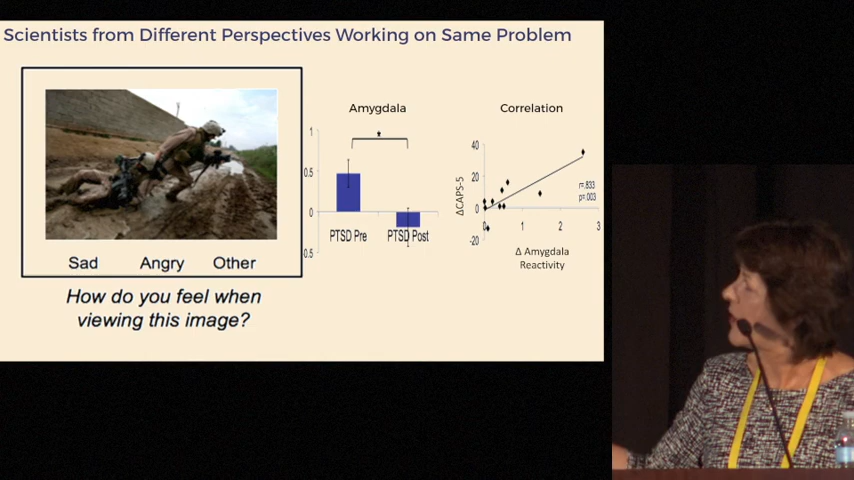 Scientists from Different Perspectives Working on Same Problem
Sad Angry Other
How do you feel when
viewing this image?
Amygdala
1
*
0.5
0
0.5
PTSD Pre PTSD Post
Correlation
40
20
0
-20
ΔCAPS-5
r=.833
p=.003
0 1 2 3
Δ Amygdala
Reactivity